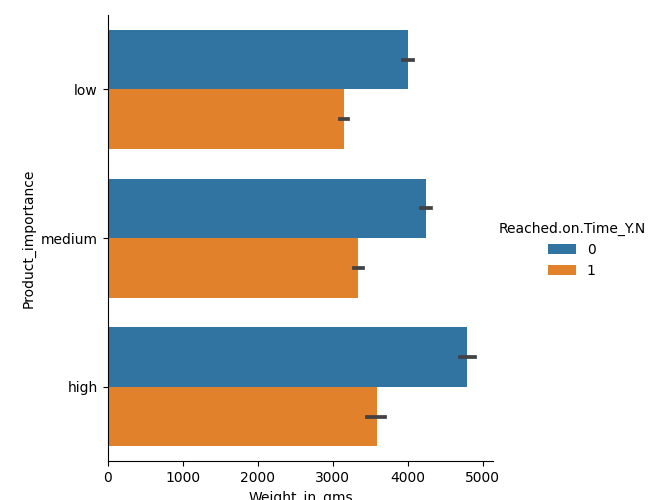 low
medium
high
Product_importance
0 1000 2000 3000 4000 5000
Weight_in_gms
Reached.on.Time_Y.N
0
1